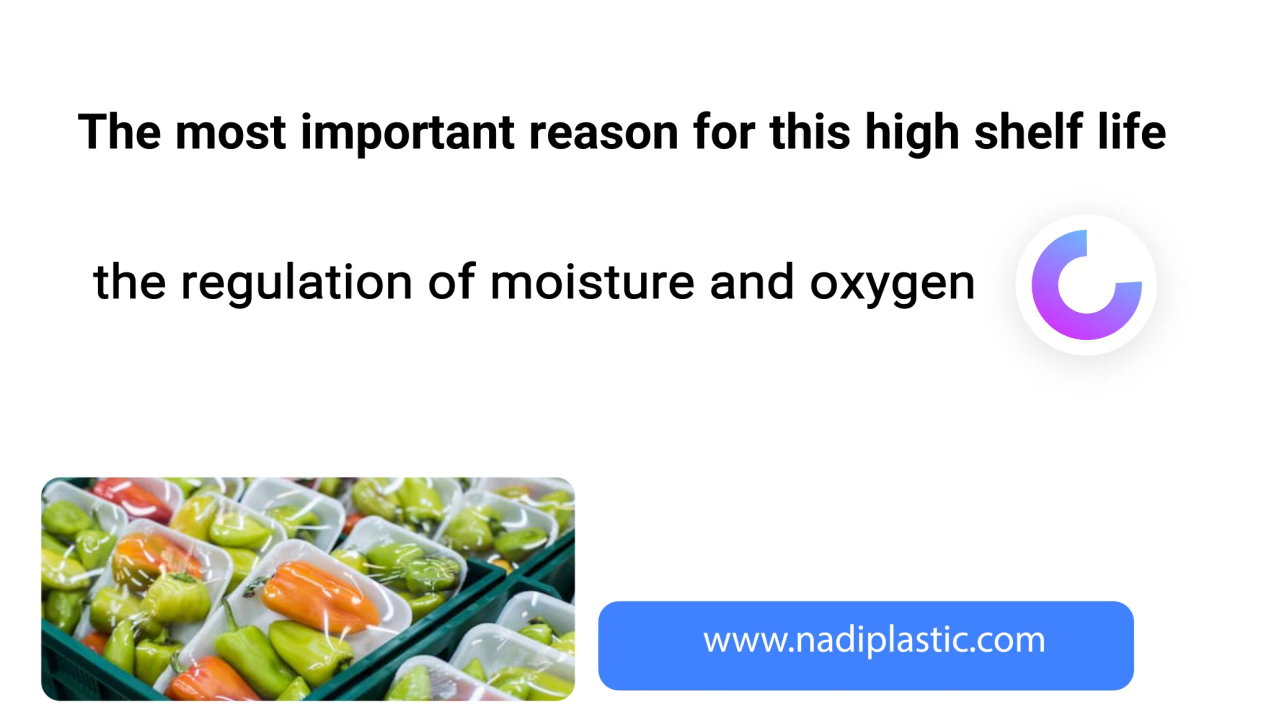 The most important reason for this high shelf life
the regulation of moisture and oxygen
www.nadiplastic.com